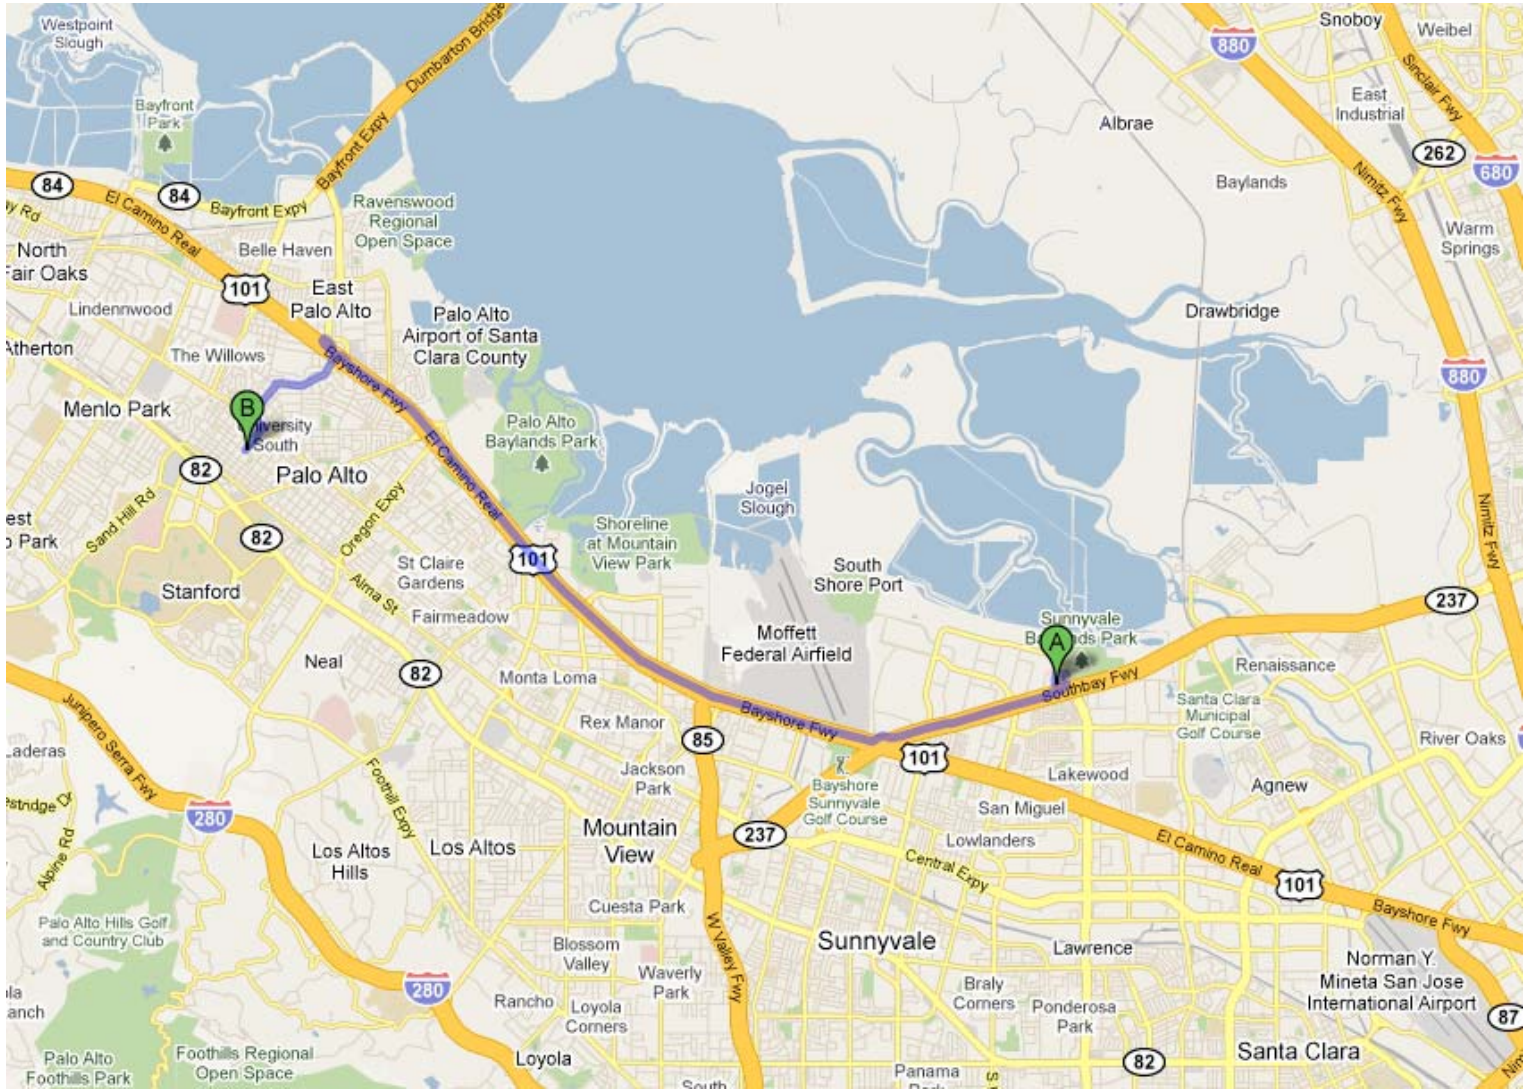 Westpoint
Slough
Dumbarton Bridge
Snoboy
Weibel
880
Sinclair Fwy
Bayfront
Park
East
Industrial
Albrae
Bayfront Expy
262
680
84
84
El Camino Real
Bayfront Expy
Ravenswood
Regional
Open Space
Baylands
Nimitz Fwy
ay Rd
North
Fair Oaks
Belle Haven
Warm
Springs
101
East
Palo Alto
Lindennwood
Palo Alto
Airport of Santa
Clara County
Drawbridge
Atherton
The Willows
Bayshore Fwy
880
Menlo Park
B
University
South
Palo Alto
Baylands Park
El Camino Real
82
Palo Alto
Jogel
Slough
Sand Hill Rd
Oregon Expy
est
o Park
82
Shoreline
at Mountain
View Park
Nimitz Fwy
101
St Claire
Gardens
South
Shore Port
Stanford
Alma St
237
Fairmeadow
Sunnyvale
Baylands Park
A
Moffett
Federal Airfield
Neal
82
Monta Loma
Renaissance
Southbay Fwy
Junipero Serra Fwy
Rex Manor
Bayshore Fwy
Santa Clara
Municipal
Golf Course
Laderas
85
101
River Oaks
Jackson
Park
Lakewood
Foothill Expy
Bayshore
Sunnyvale
Golf Course
Agnew
estridge Dr
280
San Miguel
Alpine Rd
Los Altos
Hills
Los Altos
Mountain
View
237
Lowlanders
El Camino Real
Central Expy
101
Cuesta Park
Bayshore Fwy
Palo Alto Hills Golf
and Country Club
W Valley Fwy
Blossom
Valley
Sunnyvale
Lawrence
Waverly
Park
Norman Y.
Mineta San Jose
International Airport
280
Rancho
Loyola
Corners
Braly
Corners
Ponderosa
Park
ola
anch
87
Palo Alto
Foothills Park
Foothills Regional
Open Space
Loyola
82
Santa Clara
Panama
South